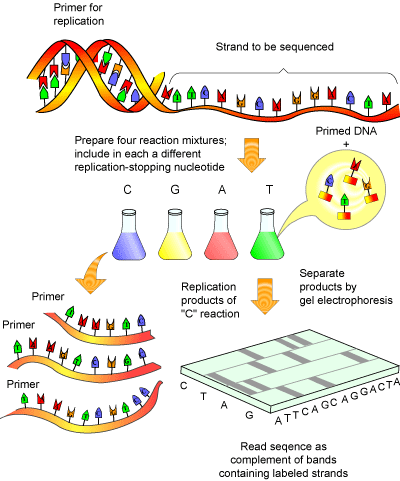 Primer for
replication
Strand to be sequenced
Prepare four reaction mixtures;
include in each a different
replication-stopping nucleotide
Primed DNA
+
C G A T
Primer
Primer
Primer
Replication
products of
"C" reaction
Separate
products by
gel electrophoresis
C
T
A
G
ATTCAGCAGGACTA
Read seqence as
complement of bands
containing labeled strands